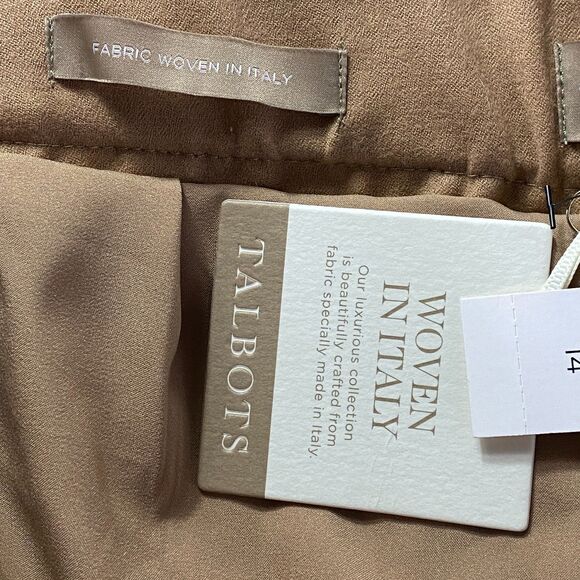 FABRIC WOVEN IN ITALY
WOVEN
IN ITALY
Our luxurious collection
is beautifully crafted from
fabric specially made in Italy.
TALBOTS
14